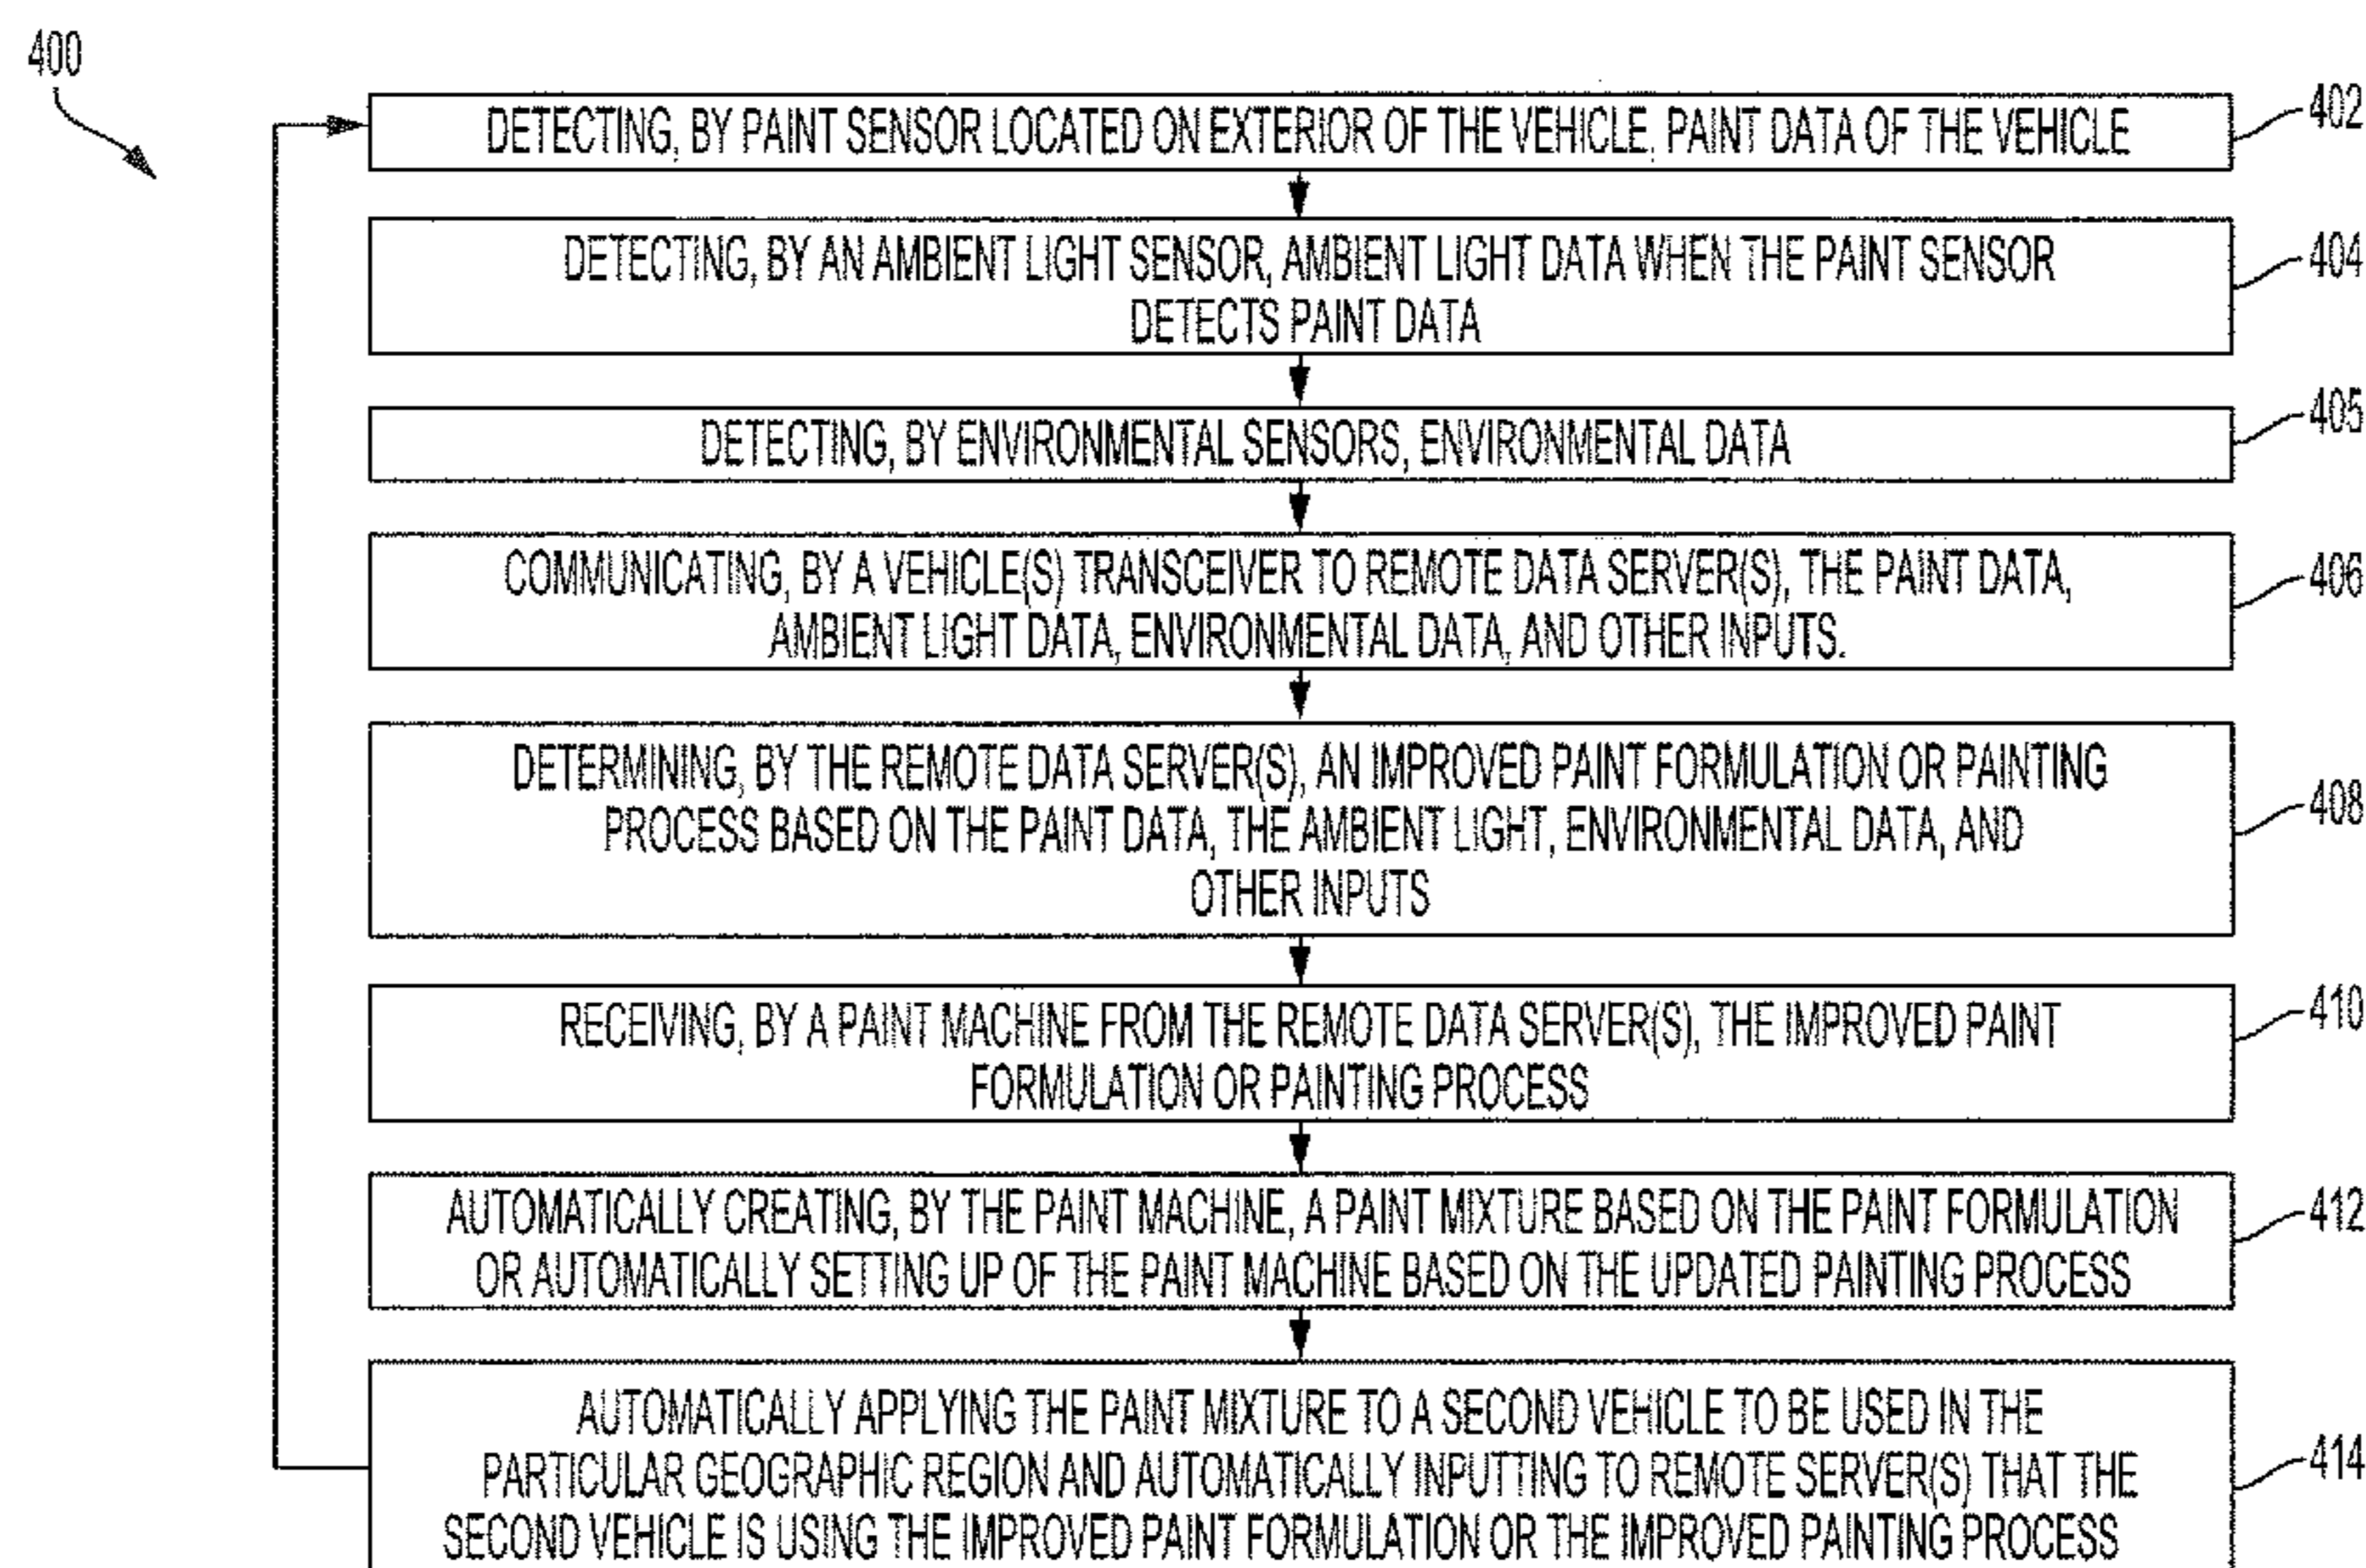 400
DETECTING, BY PAINT SENSOR LOCATED ON EXTERIOR OF THE VEHICLE, PAINT DATA OF THE VEHICLE
402
DETECTING, BY AN AMBIENT LIGHT SENSOR, AMBIENT LIGHT DATA WHEN THE PAINT SENSOR
DETECTS PAINT DATA
404
DETECTING, BY ENVIRONMENTAL SENSORS, ENVIRONMENTAL DATA
405
COMMUNICATING, BY A VEHICLE(S) TRANSCEIVER TO REMOTE DATA SERVER(S), THE PAINT DATA,
AMBIENT LIGHT DATA, ENVIRONMENTAL DATA, AND OTHER INPUTS.
406
DETERMINING, BY THE REMOTE DATA SERVER(S), AN IMPROVED PAINT FORMULATION OR PAINTING
PROCESS BASED ON THE PAINT DATA, THE AMBIENT LIGHT, ENVIRONMENTAL DATA, AND
OTHER INPUTS
408
RECEIVING, BY A PAINT MACHINE FROM THE REMOTE DATA SERVER(S), THE IMPROVED PAINT
FORMULATION OR PAINTING PROCESS
410
AUTOMATICALLY CREATING, BY THE PAINT MACHINE, A PAINT MIXTURE BASED ON THE PAINT FORMULATION
OR AUTOMATICALLY SETTING UP OF THE PAINT MACHINE BASED ON THE UPDATED PAINTING PROCESS
412
AUTOMATICALLY APPLYING THE PAINT MIXTURE TO A SECOND VEHICLE TO BE USED IN THE
PARTICULAR GEOGRAPHIC REGION AND AUTOMATICALLY INPUTTING TO REMOTE SERVER(S) THAT THE
SECOND VEHICLE IS USING THE IMPROVED PAINT FORMULATION OR THE IMPROVED PAINTING PROCESS
414